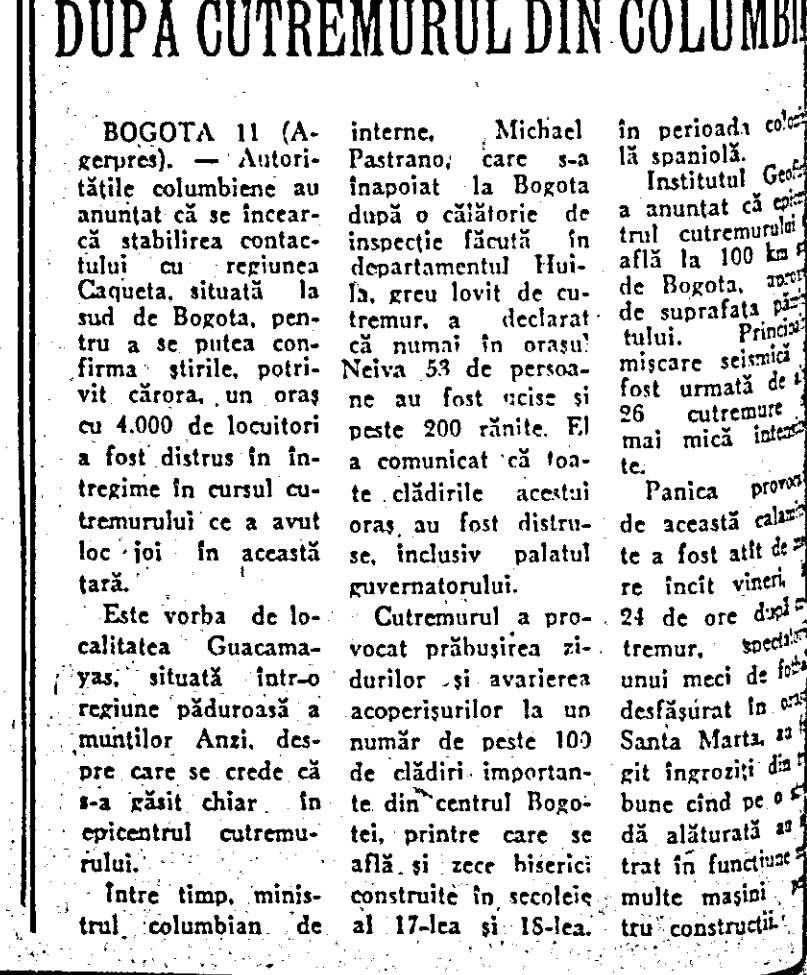 DUPĂ CUTREMURUL DIN
BOGOTA 11 (A-
gerpres). — Autori-
tățile columbiene au
anunțat că se încear-
că stabilirea contac-
tului cu regiunea
Caqueta, situată la
sud de Bogota, pen-
tru a se putea con-
firma știrile, potri-
vit cărora, un oraș
cu 4.000 de locuitori
a fost distrus în în-
tregime în cursul cu-
tremurului ce a avut
loc joi în această
țară.
Este vorba de lo-
calitatea Guacama-
yas, situată într-o
regiune păduroasă a
munților Anzi, des-
pre care se crede că
s-a găsit chiar în
epicentrul cutremu-
rului.
Între timp, minis-
trul columbian de
interne, Michael
Pastrano, care s-a
înapoiat la Bogota
după o călătorie de
inspecție făcută în
departamentul Hui-
la, greu lovit de cu-
tremur, a declarat
că numai în orașul
Neiva 53 de persoa-
ne au fost ucise și
peste 200 rănite. El
a comunicat că toa-
te clădirile acestui
oraș au fost distru-
se, inclusiv palatul
guvernatorului.
Cutremurul a pro-
vocat prăbușirea zi-
durilor și avarierea
acoperișurilor la un
număr de peste 100
de clădiri importan-
te din centrul Bogo-
tei, printre care se
află și zece biserici
construite în secolele
al 17-lea și 18-lea,
în perioada
lă spaniolă.
Institutul
a anunțat că
trul cutremurului
află la 100 km
de Bogota,
de suprafața
tului.
mișcare seismică
fost urmată de
26 cutremure
mai mică
te.
Panica
de această
te a fost atît de
re încît vineri,
24 de ore după
tremur,
unui meci de
desfășurat în
Santa Marta,
git îngroziți din
bune cînd pe o
dă alăturată au
trat în funcțiune
multe mașini
tru construcții.